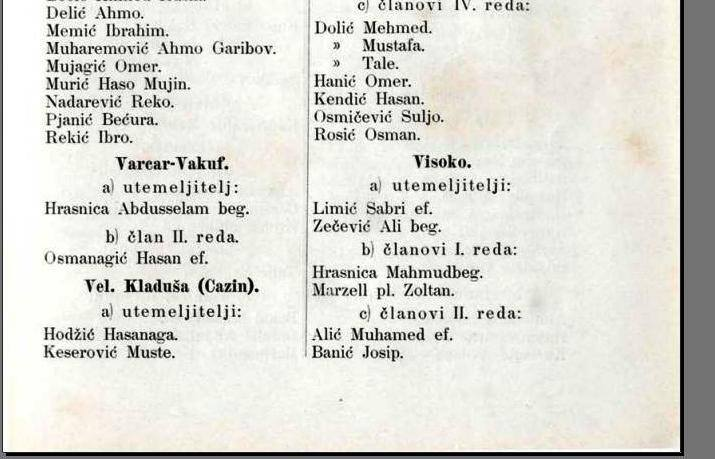 Delić Ahmo.
Memić Ibrahim.
Muharemović Ahmo Garibov.
Mujagić Omer.
Murić Haso Mujin.
Nadarević Reko.
Pjanić Bećura.
Rekić Ibro.
Varcar-Vakuf.
a) utemeljitelj:
Hrasnica Abdusselam beg.
b) član II. reda.
Osmanagić Hasan ef.
Vel. Kladuša (Cazin).
a) utemeljitelji:
Hodžić Hasanaga.
Keserović Muste.
c) članovi IV. reda:
Dolić Mehmed.
» Mustafa.
» Tale.
Hanić Omer.
Kendić Hasan.
Osmičević Suljo.
Rosić Osman.
Visoko.
a) utemeljitelji:
Limić Sabri ef.
Zečević Ali beg.
b) članovi I. reda:
Hrasnica Mahmudbeg.
Marzell pl. Zoltan.
c) članovi II. reda:
Alić Muhamed ef.
Banić Josip.